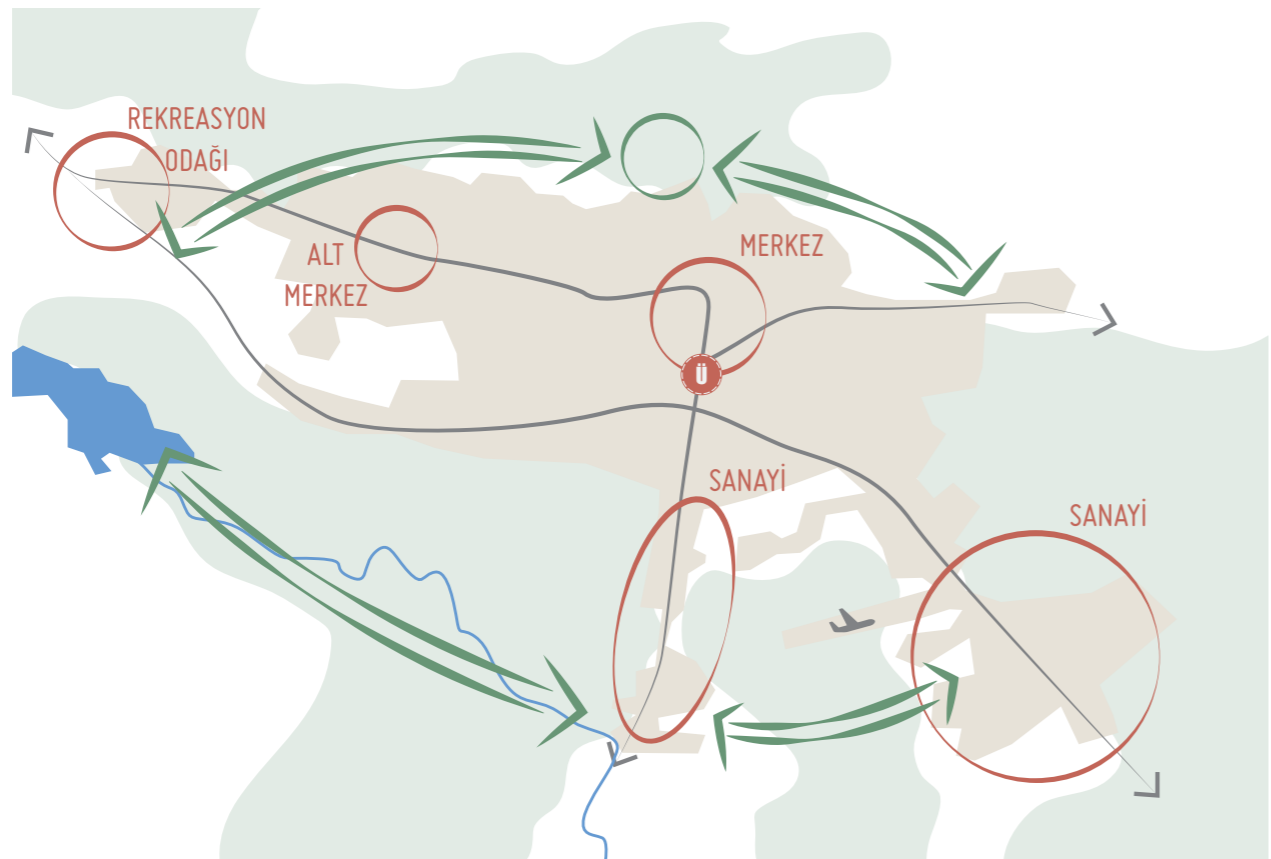 REKREASYON
ODAĞI
ALT
MERKEZ
MERKEZ
Ü
SANAYİ
SANAYİ